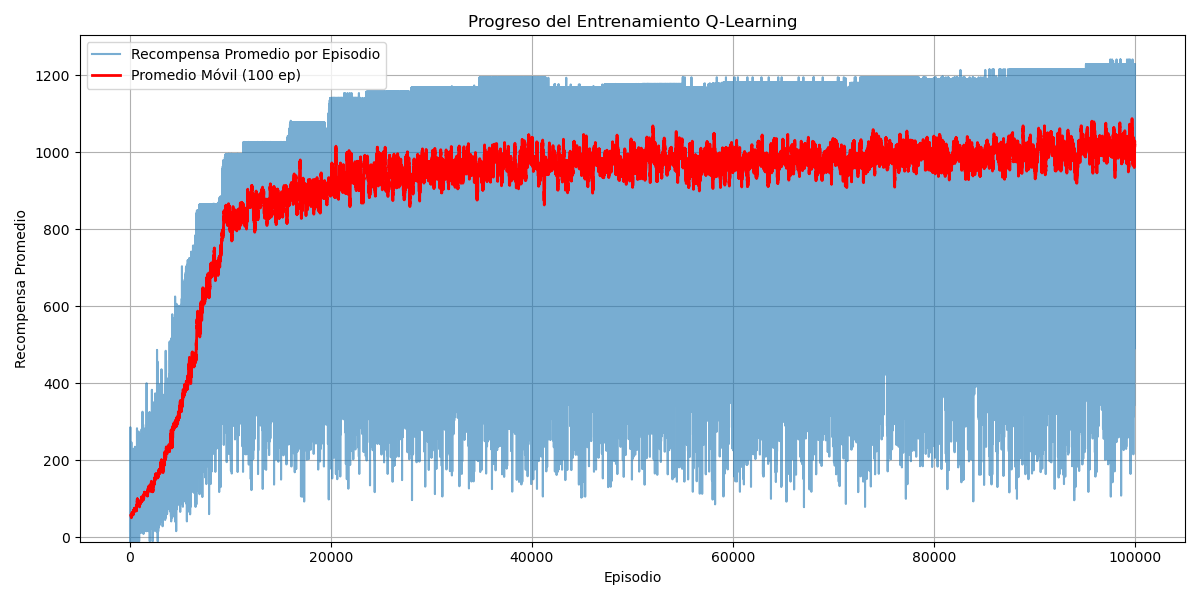 Progreso del Entrenamiento Q-Learning
Recompensa Promedio por Episodio
Promedio Móvil (100 ep)
Recompensa Promedio
1200
1000
800
600
400
200
0
0 20000 40000 60000 80000 100000
Episodio